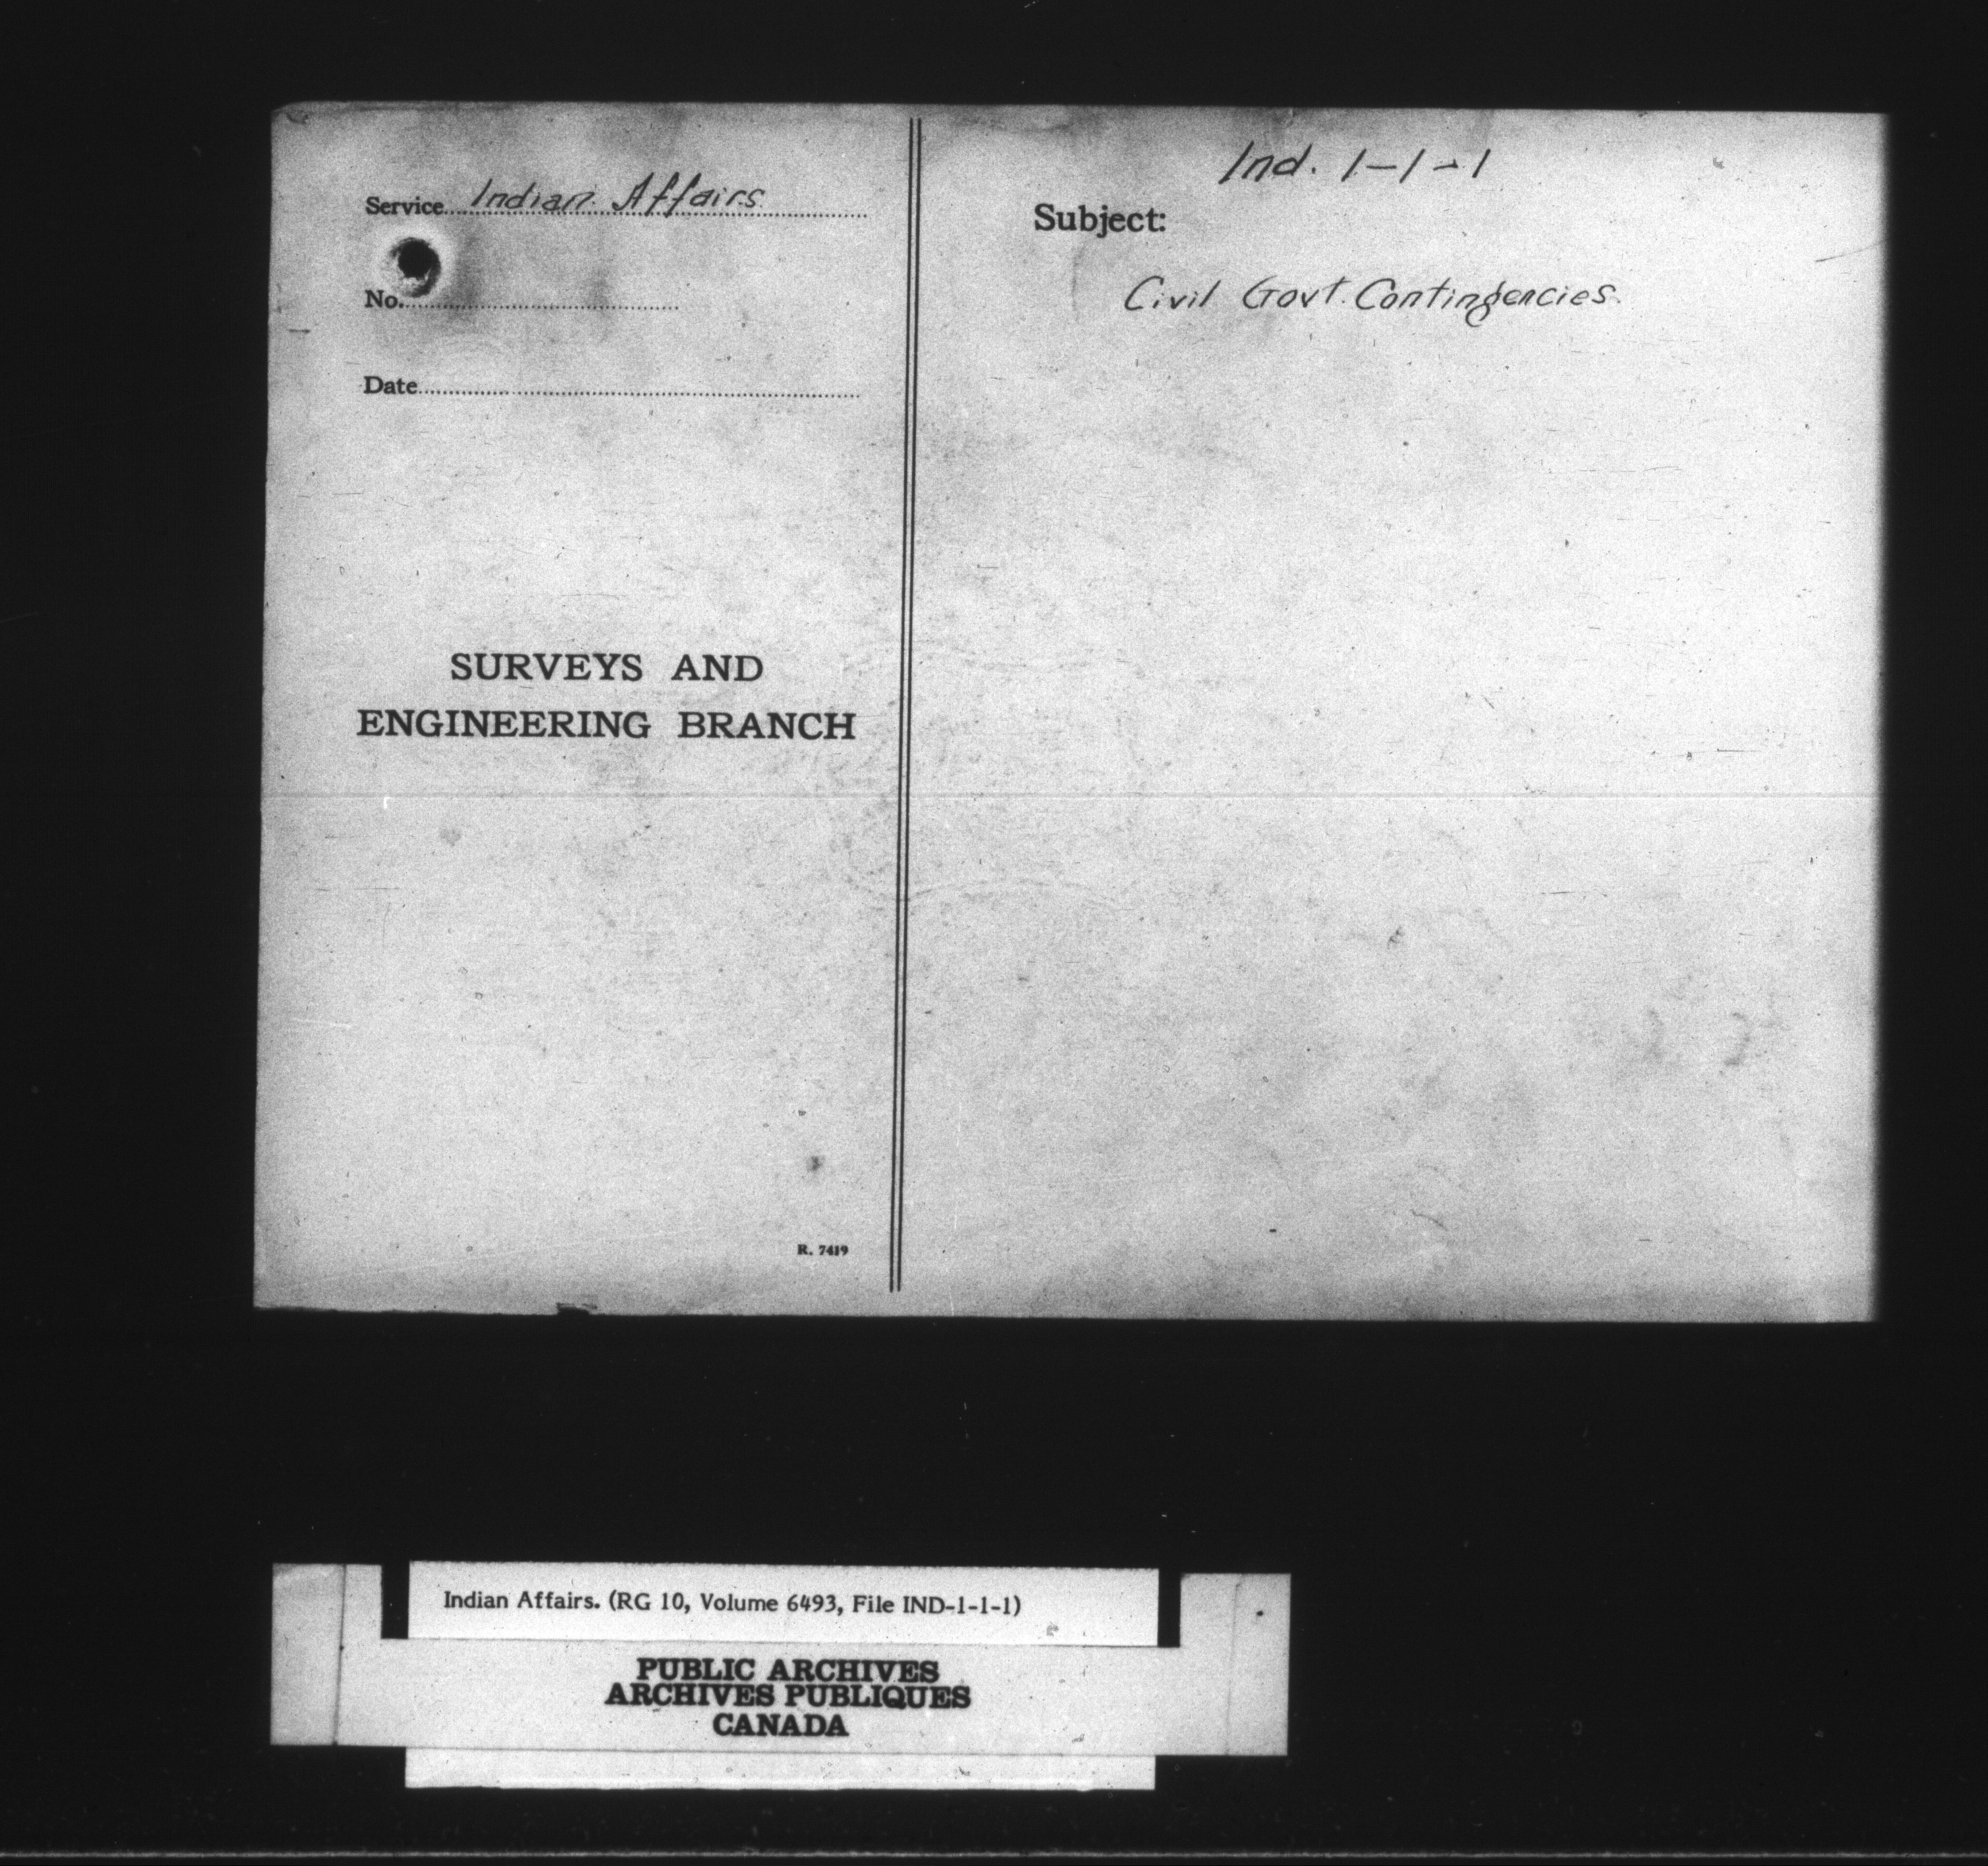 Service Indian Affairs
No.
Date
SURVEYS AND
ENGINEERING BRANCH
R. 7419
Ind. 1-1-1
Subject:
Civil Govt. Contingencies.
Indian Affairs. (RG 10, Volume 6493, File IND-1-1-1)
PUBLIC ARCHIVES
ARCHIVES PUBLIQUES
CANADA